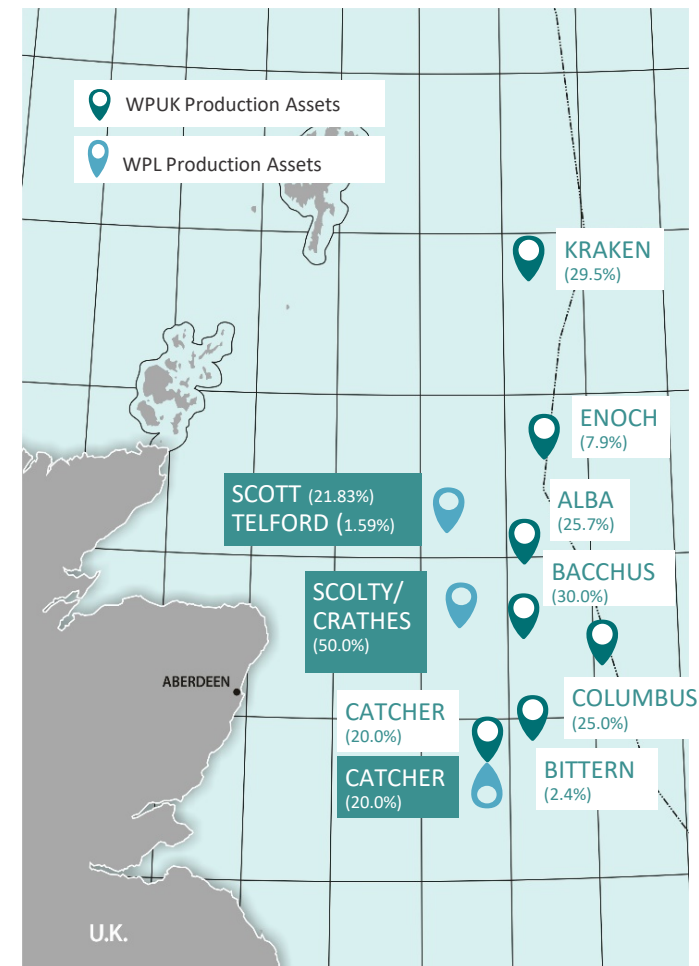 WPUK Production Assets
WPL Production Assets
KRAKEN
(29.5%)
ENOCH
(7.9%)
SCOTT (21.83%)
TELFORD (1.59%)
ALBA
(25.7%)
BACCHUS
(30.0%)
SCOLTY/
CRATHES
(50.0%)
ABERDEEN
COLUMBUS
(25.0%)
CATCHER
(20.0%)
BITTERN
(2.4%)
CATCHER
(20.0%)
U.K.